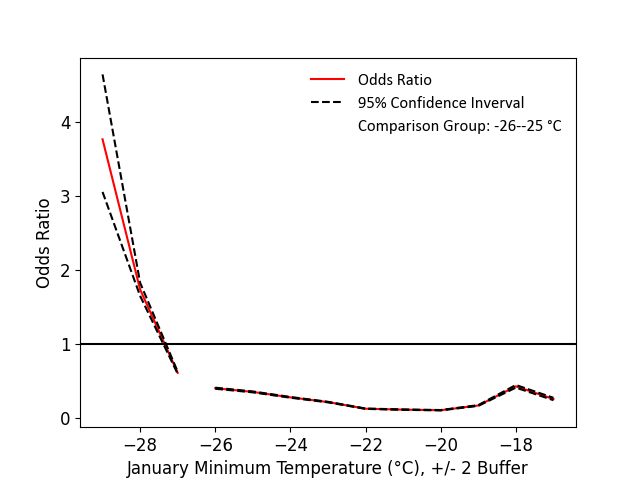 Odds Ratio
95% Confidence Inverval
Comparison Group: -26--25 °C
4
3
2
1
0
Odds Ratio
−28
−26
−24
−22
−20
−18
January Minimum Temperature (°C), +/- 2 Buffer